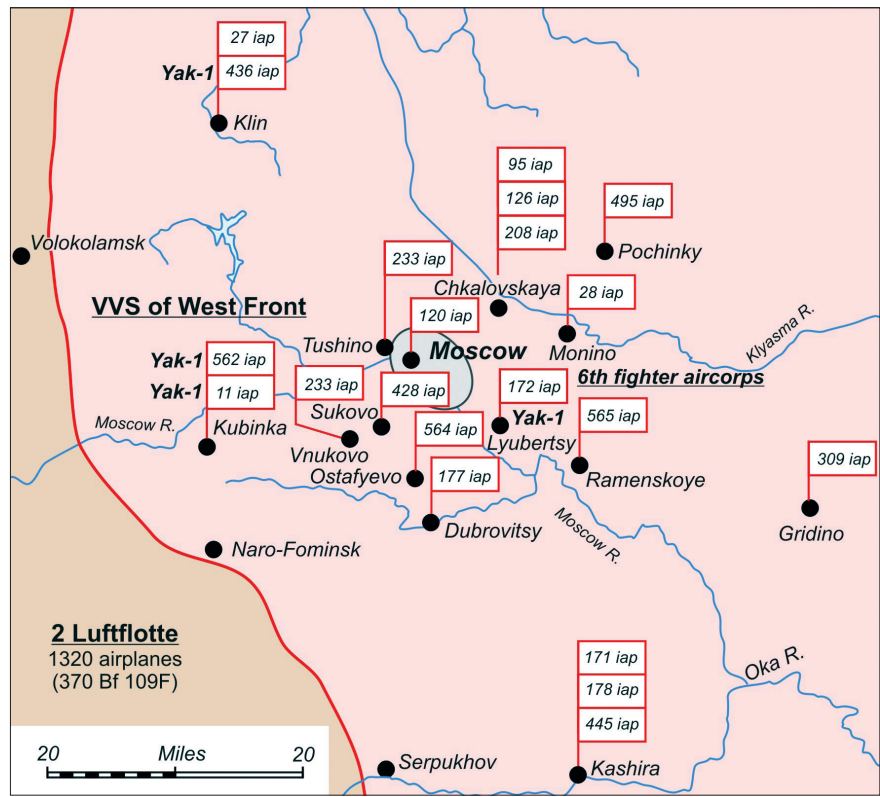 27 iap
Yak-1 436 iap
Klin
95 iap
126 iap
208 iap
495 iap
Volokolamsk
233 iap
Pochinky
Chkalovskaya
28 iap
VVS of West Front
120 iap
Klyasma R.
Tushino
Moscow
Monino
Yak-1 562 iap
233 iap
172 iap
6th fighter aircorps
Yak-1 11 iap
428 iap
Sukovo
Yak-1
565 iap
Moscow R.
Kubinka
564 iap
Lyubertsy
Vnukovo
309 iap
Ostafyevo
177 iap
Ramenskoye
Dubrovitsy
Moscow R.
Gridino
Naro-Fominsk
2 Luftflotte
1320 airplanes
(370 Bf 109F)
171 iap
178 iap
445 iap
Oka R.
20 Miles 20
Serpukhov
Kashira